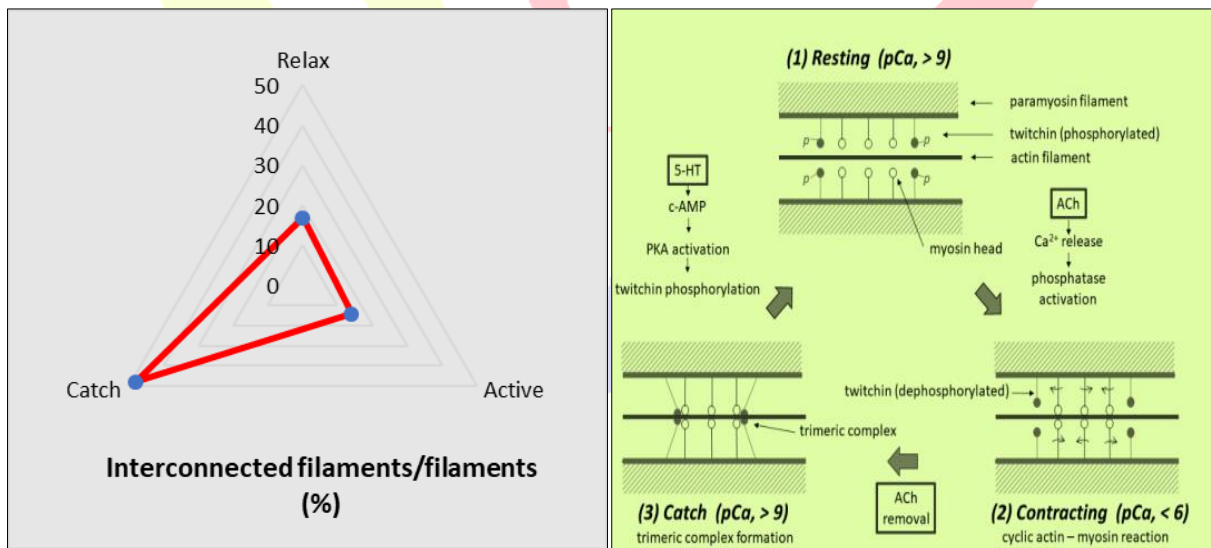 Relax
50
40
30
20
10
0
Catch
Active
Interconnected filaments/filaments
(%)
(1) Resting (pCa, > 9)
paramyosin filament
twitchin (phosphorylated)
actin filament
p
p
p
p
myosin head
5-HT
c-AMP
PKA activation
twitchin phosphorylation
ACh
Ca²⁺ release
phosphatase
activation
twitchin (dephosphorylated)
trimeric complex
ACh
removal
(3) Catch (pCa, > 9)
trimeric complex formation
(2) Contracting (pCa, < 6)
cyclic actin – myosin reaction